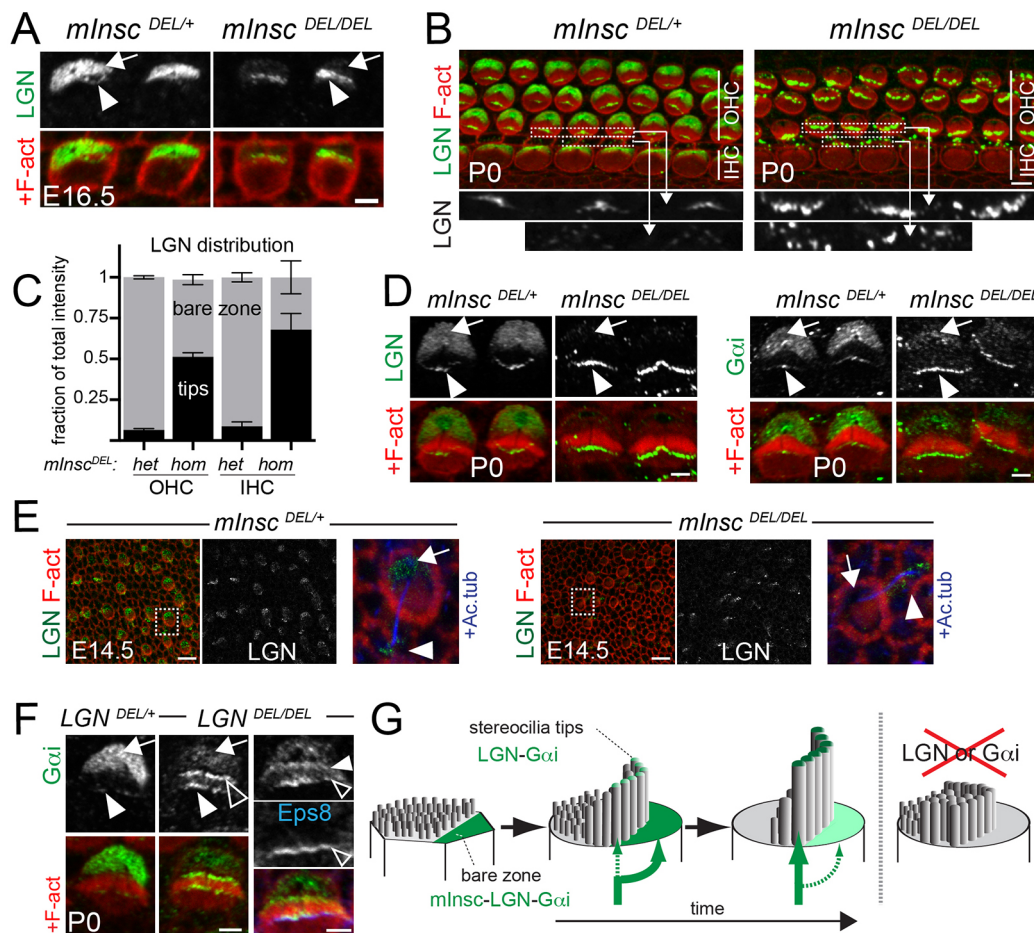 A
mInsc DEL/+
mInsc DEL/DEL
LGN
+F-act
E16.5
B
mInsc DEL/+
mInsc DEL/DEL
LGN F-act
OHC
IHC
P0
OHC
IHC
P0
LGN
C
LGN distribution
fraction of total intensity
1
0.75
0.5
0.25
bare zone
tips
mInscDEL: het hom het hom
OHC IHC
D
mInsc DEL/+
mInsc DEL/DEL
LGN
+F-act
P0
mInsc DEL/+
mInsc DEL/DEL
Gαi
+F-act
P0
E
mInsc DEL/+
LGN F-act
E14.5
LGN
+Ac.tub
mInsc DEL/DEL
LGN F-act
E14.5
LGN
+Ac.tub
F
LGN DEL/+
LGN DEL/DEL
Gαi
Eps8
+F-act
P0
G
stereocilia tips
LGN-Gαi
bare zone
mInsc-LGN-Gαi
time
LGN or Gαi